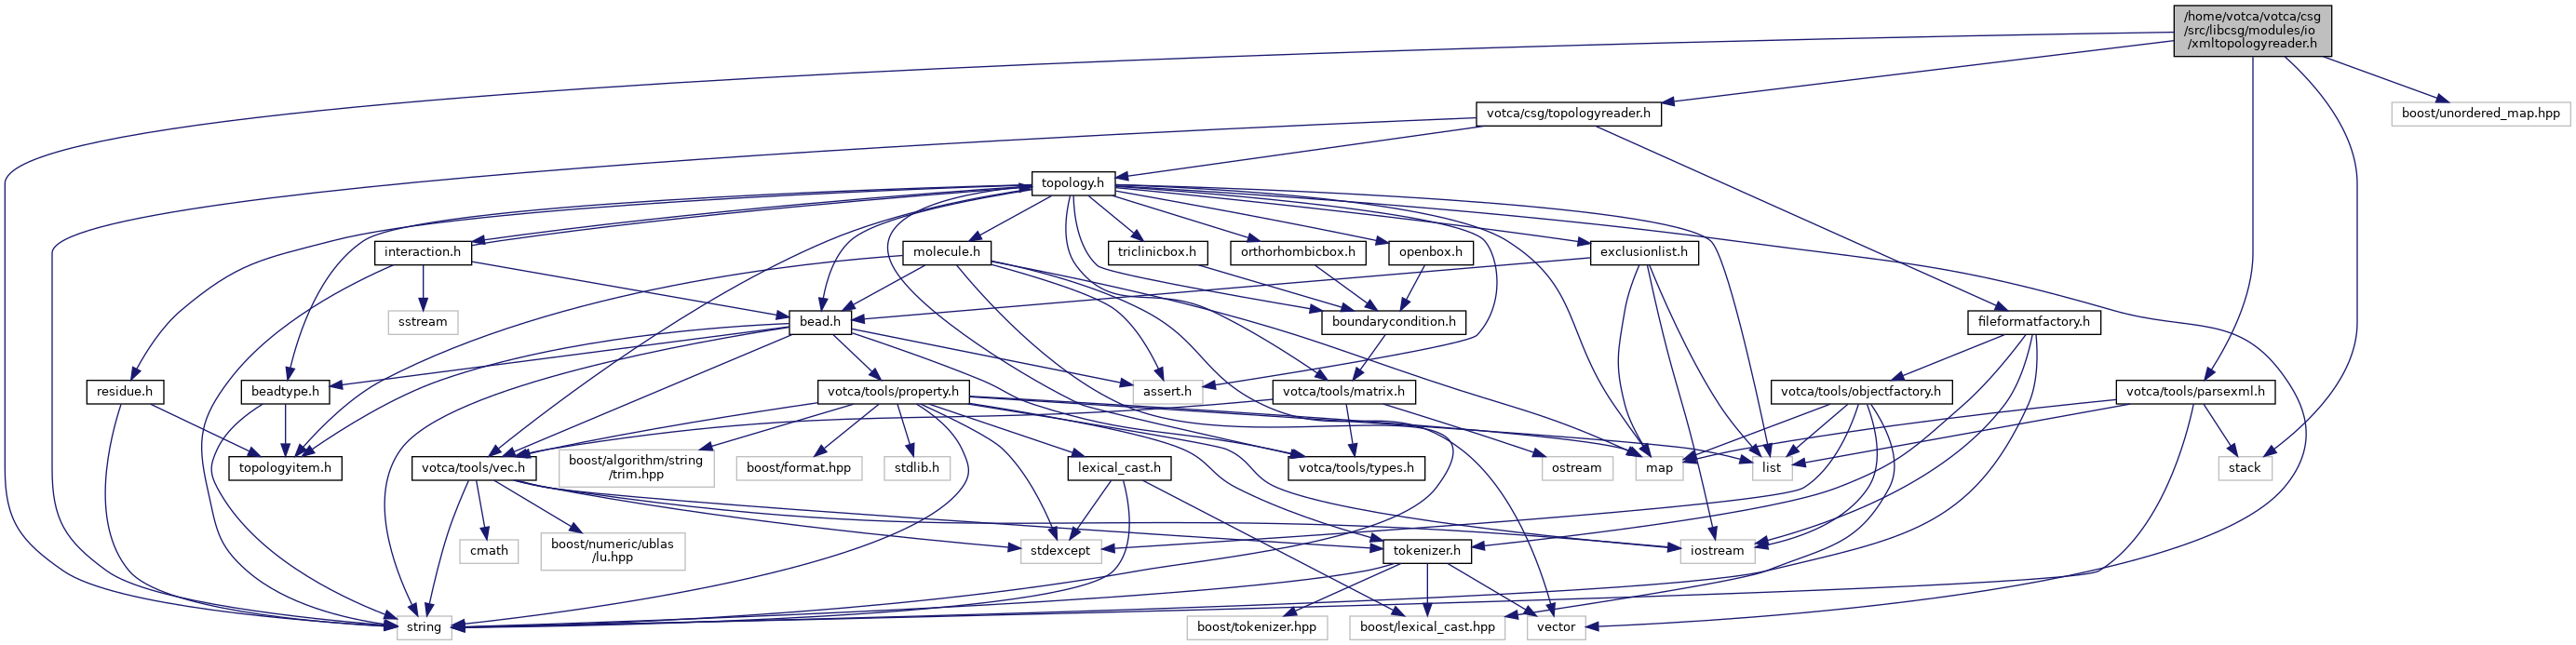 /home/votca/votca/csg
/src/libcsg/modules/io
/xmltopologyreader.h
votca/csg/topologyreader.h
boost/unordered_map.hpp
topology.h
interaction.h
molecule.h
triclinicbox.h
orthorhombicbox.h
openbox.h
exclusionlist.h
sstream
bead.h
boundarycondition.h
fileformatfactory.h
residue.h
beadtype.h
votca/tools/property.h
assert.h
votca/tools/matrix.h
votca/tools/objectfactory.h
votca/tools/parsexml.h
topologyitem.h
votca/tools/vec.h
boost/algorithm/string
/trim.hpp
boost/format.hpp
stdlib.h
lexical_cast.h
votca/tools/types.h
ostream
map
list
stack
cmath
boost/numeric/ublas
/lu.hpp
stdexcept
tokenizer.h
iostream
string
boost/tokenizer.hpp
boost/lexical_cast.hpp
vector